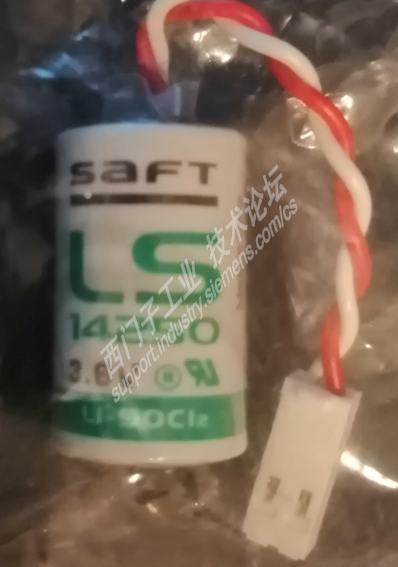 SAFT
LS
14250
3.6V
Li-SOCl2
西门子工业 技术论坛
support.industry.siemens.com/cs